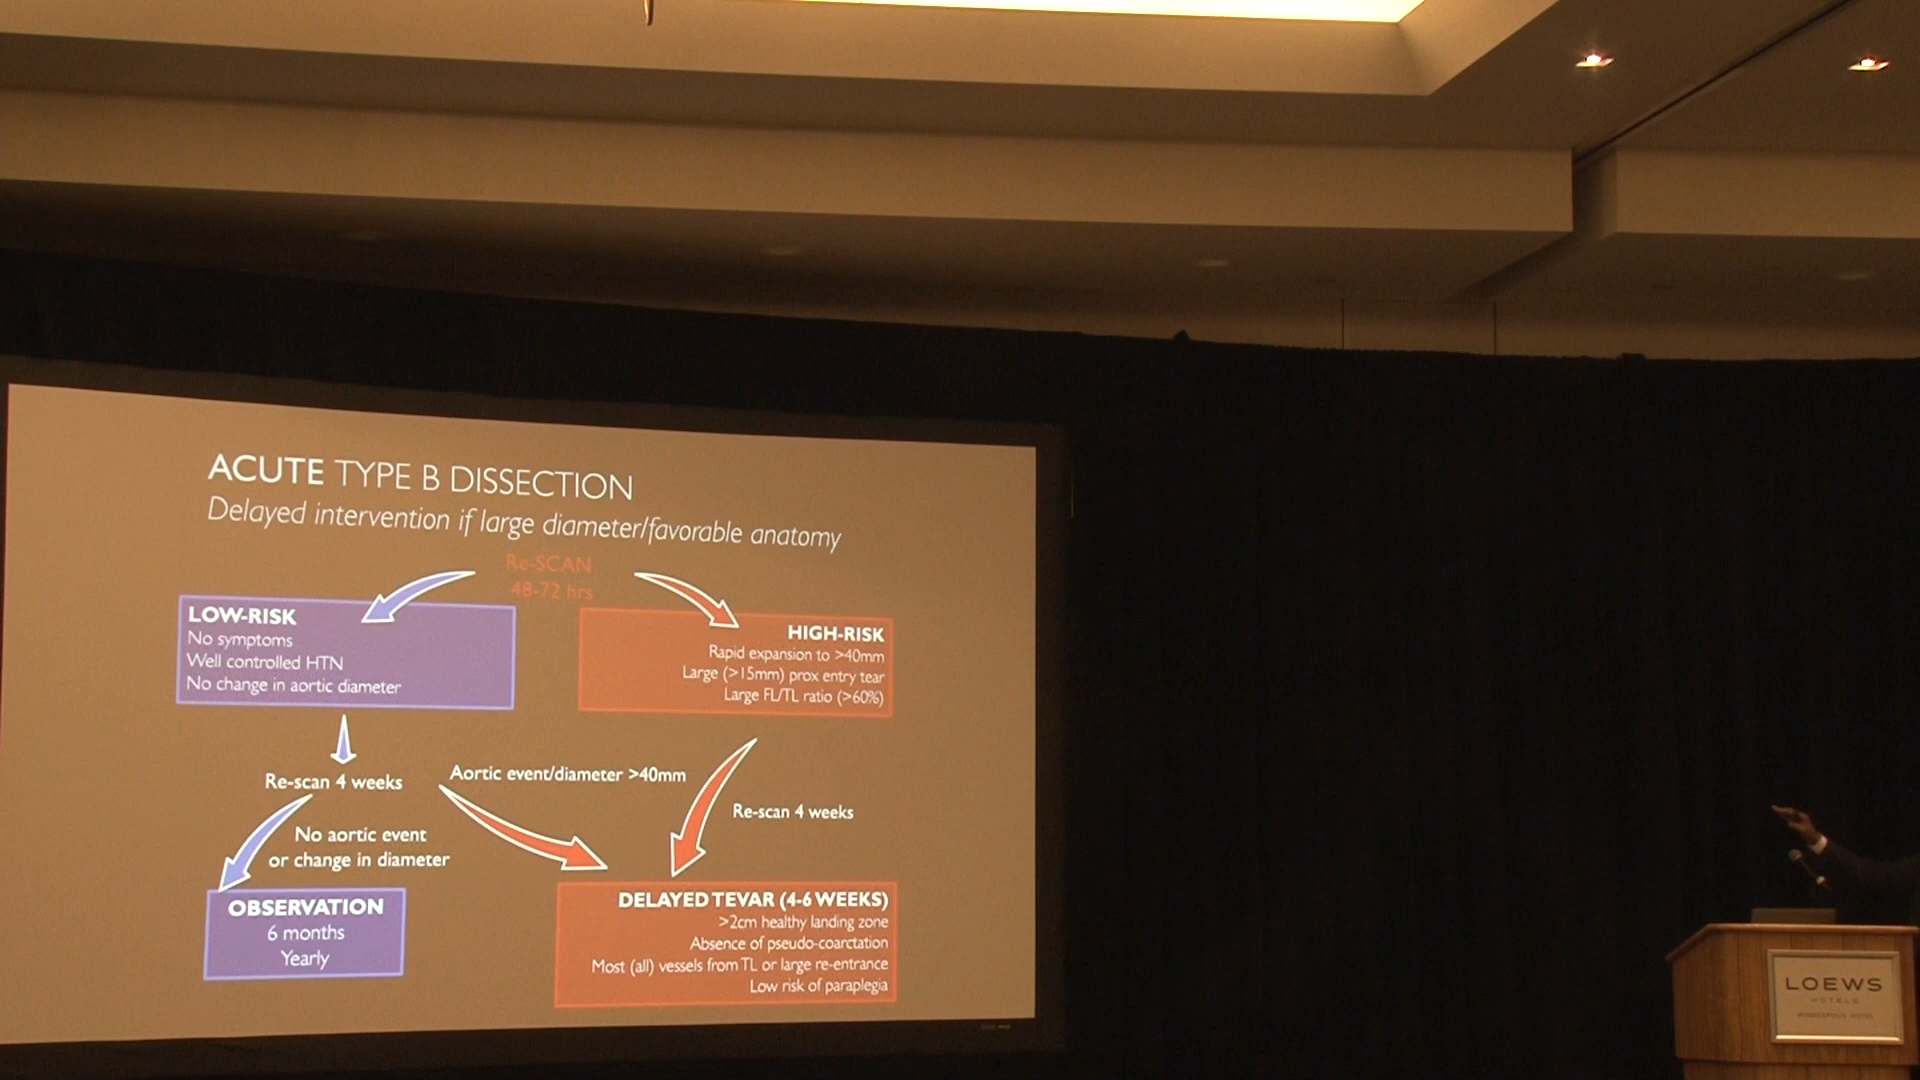 ACUTE TYPE B DISSECTION
Delayed intervention if large diameter/favorable anatomy
Re-SCAN
48-72 hrs
LOW-RISK
No symptoms
Well controlled HTN
No change in aortic diameter
HIGH-RISK
Rapid expansion to >40mm
Large (>15mm) prox entry tear
Large FL/TL ratio (>60%)
Re-scan 4 weeks
Aortic event/diameter >40mm
Re-scan 4 weeks
No aortic event
or change in diameter
OBSERVATION
6 months
Yearly
DELAYED TEVAR (4-6 WEEKS)
>2cm healthy landing zone
Absence of pseudo-coarctation
Most (all) vessels from TL or large re-entrance
Low risk of paraplegia
LOEWS
HOTELS
MINNEAPOLIS HOTEL